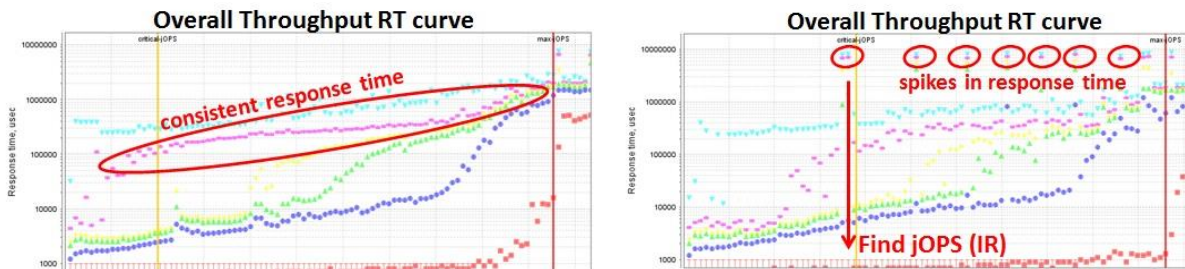 Overall Throughput RT curve
critical-jOPS
max-jOPS
10000000
1000000
100000
10000
1000
Response time, usec
consistent response time
Overall Throughput RT curve
critical-jOPS
max-jOPS
10000000
1000000
100000
10000
1000
Response time, usec
spikes in response time
Find jOPS (IR)